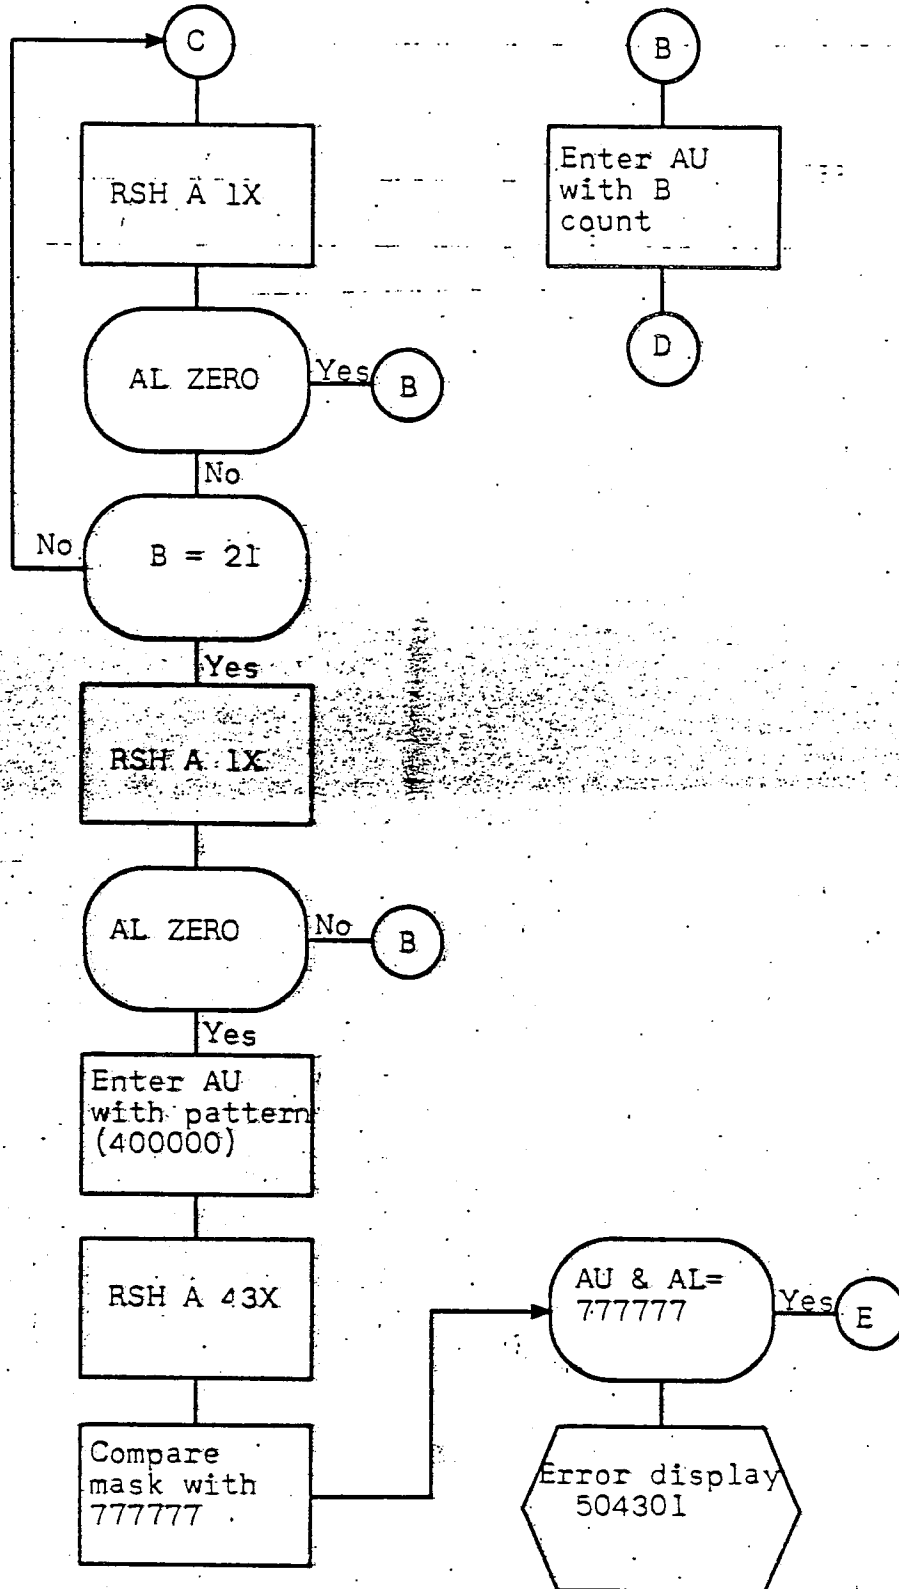 C
RSH A 1X
AL ZERO
Yes
B
No
B = 21
No
Yes
RSH A 1X
AL ZERO
No
B
Yes
Enter AU
with pattern
(400000)
RSH A 43X
Compare
mask with
777777
B
Enter AU
with B
count
D
AU & AL=
777777
Yes
E
Error display
504301